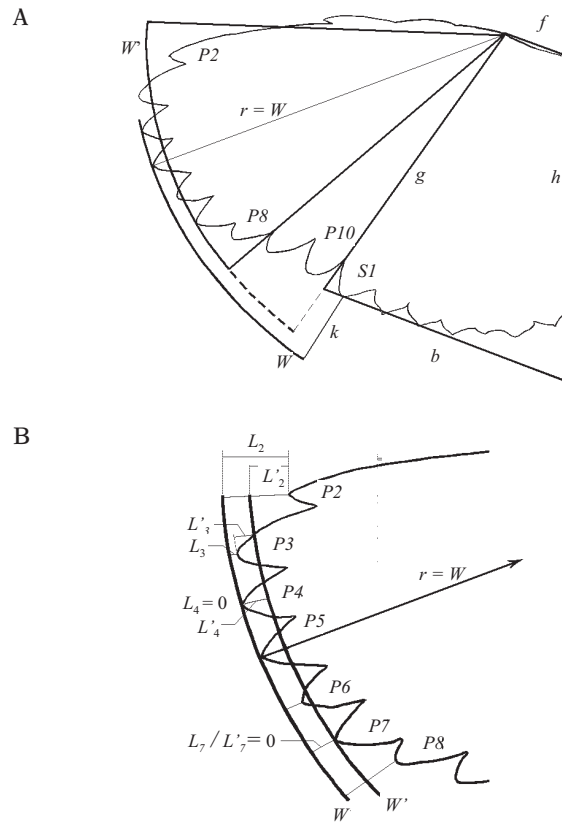 A
f
W'
P2
r = W
g
h
P8
P10
S1
k
W
b
B
L₂
L'₂
P2
L'₃
P3
L₃
r = W
P4
L₄ = 0
P5
L'₄
P6
P7
L₇ / L'₇ = 0
P8
W
W'